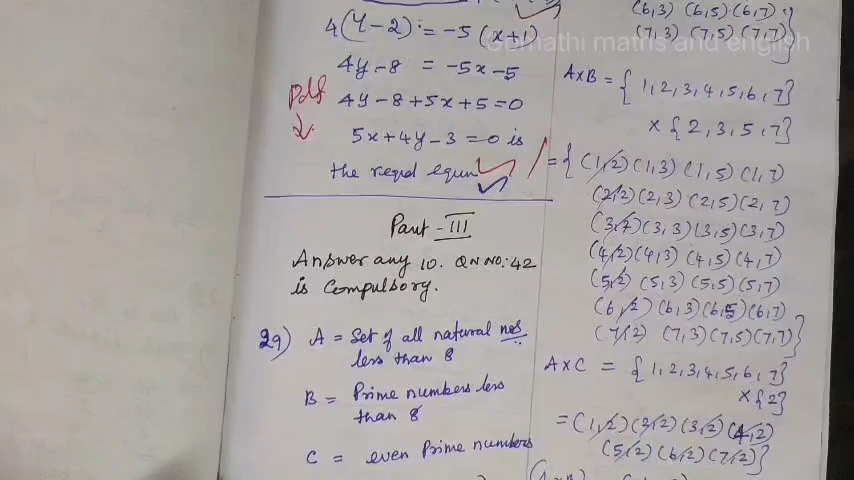 4(Y-2) = -5(x+1)
4y-8 = -5x-5
Pdf
4y-8+5x+5=0
5x+4y-3=0 is
the reqd equn
Part-III
Answer any 10. QN NO:42
is Compulsory.
29) A = Set of all natural nos
less than 8
B = Prime numbers less
than 8
C = even Prime numbers
(6,3) (6,5) (6,7)
(7,3) (7,5) (7,7)}
Gomathi maths and english
A×B = {1,2,3,4,5,6,7}
× {2,3,5,7}
= {(1,2)(1,3)(1,5)(1,7)
(2,2)(2,3)(2,5)(2,7)
(3,2)(3,3)(3,5)(3,7)
(4,2)(4,3)(4,5)(4,7)
(5,2)(5,3)(5,5)(5,7)
(6,2)(6,3)(6,5)(6,7)
(7,2)(7,3)(7,5)(7,7)}
A×C = {1,2,3,4,5,6,7}
×{2}
= (1,2)(2,2)(3,2)(4,2)
(5,2)(6,2)(7,2)}